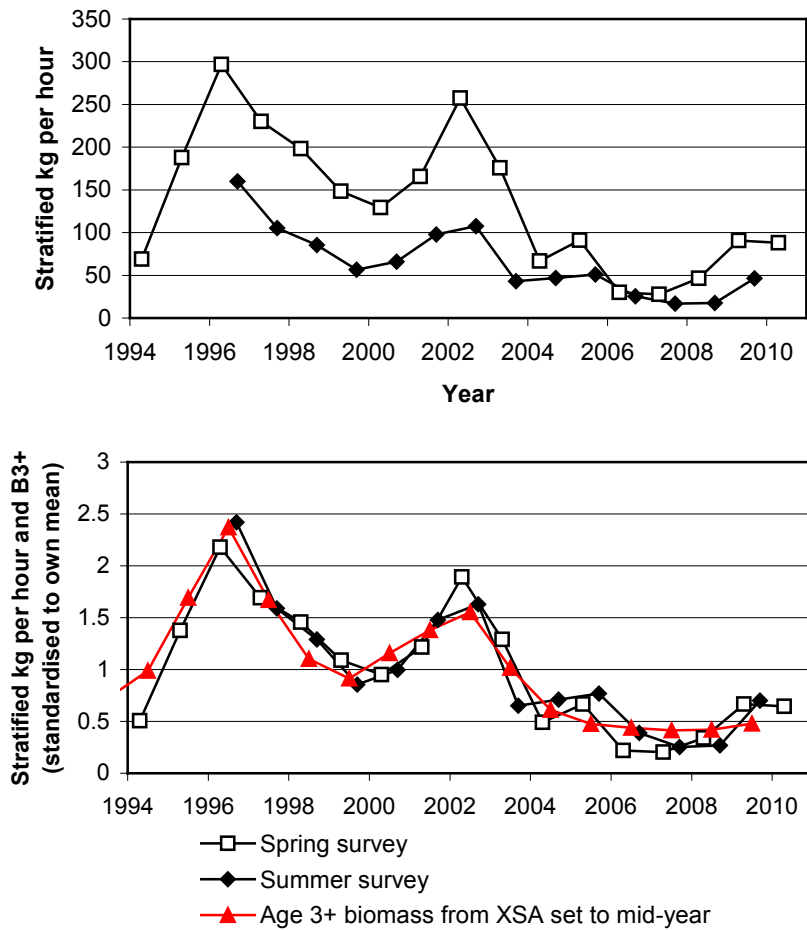 Stratified kg per hour
350
300
250
200
150
100
50
0
1994 1996 1998 2000 2002 2004 2006 2008 2010
Year
Stratified kg per hour and B3+
(standardised to own mean)
3
2.5
2
1.5
1
0.5
0
1994 1996 1998 2000 2002 2004 2006 2008 2010
Spring survey
Summer survey
Age 3+ biomass from XSA set to mid-year